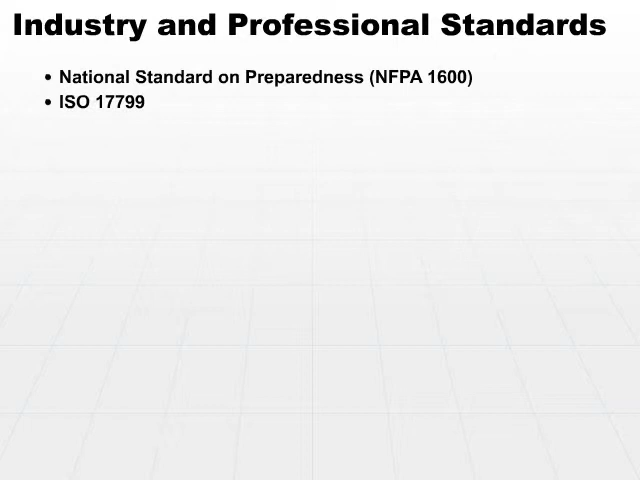 Industry and Professional Standards
• National Standard on Preparedness (NFPA 1600)
• ISO 17799